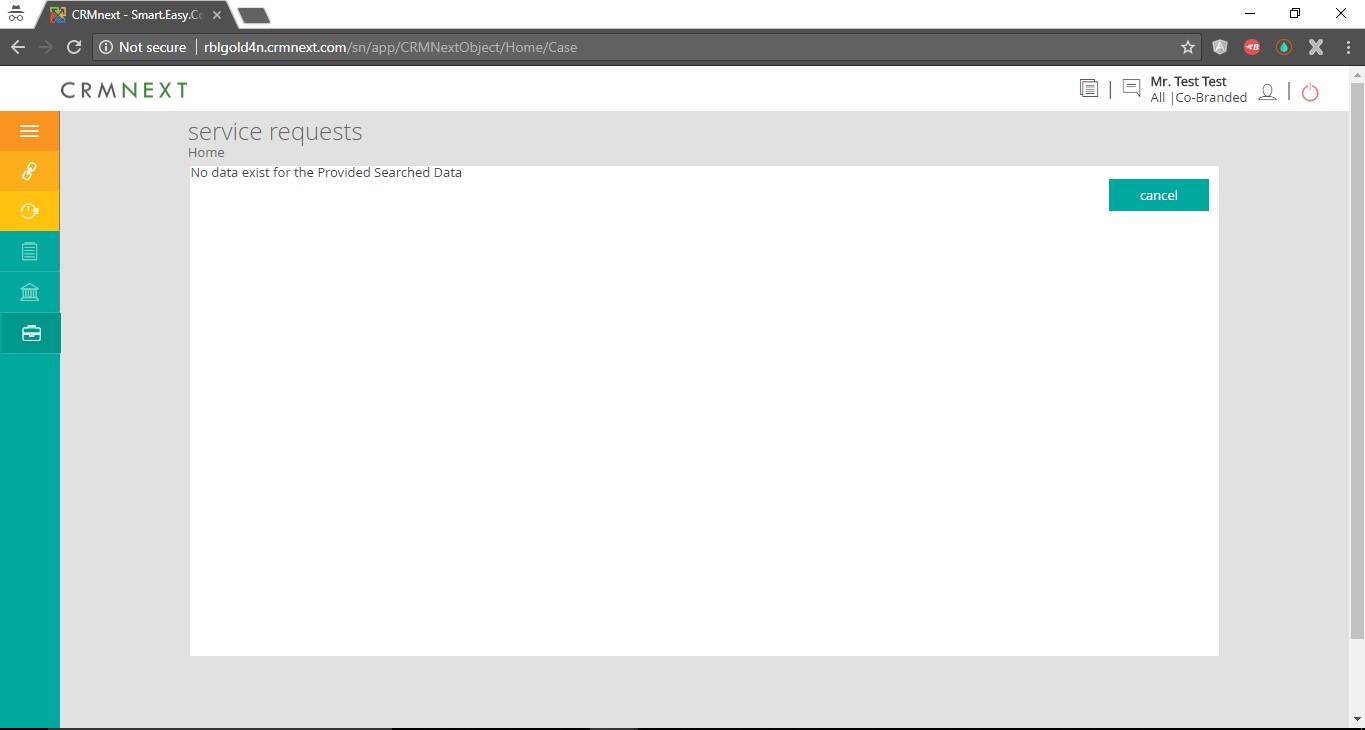 CRMnext - Smart.Easy.Co
Not secure | rblgold4n.crmnext.com/sn/app/CRMNextObject/Home/Case
CRMNEXT
Mr. Test Test
All |Co-Branded
service requests
Home
No data exist for the Provided Searched Data
cancel